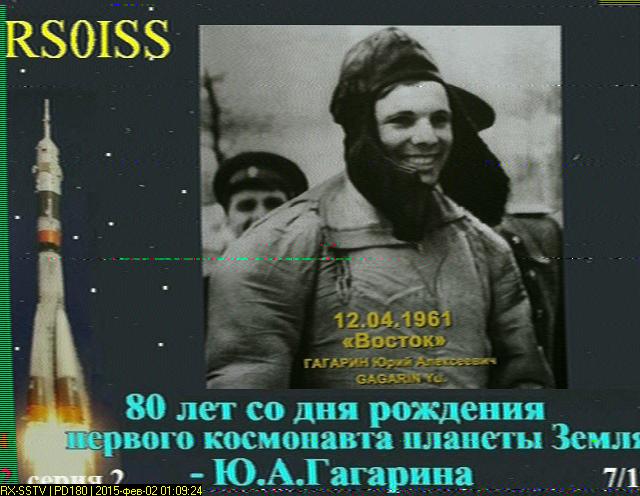 RS0ISS
12.04.1961
«Восток»
ГАГАРИН Юрий Алексеевич
GAGARIN Yu.
80 лет со дня рождения
первого космонавта планеты Земля
- Ю.А.Гагарина
серия 2
7/1
RX-SSTV | PD180 | 2015-фев-02 01:09:24